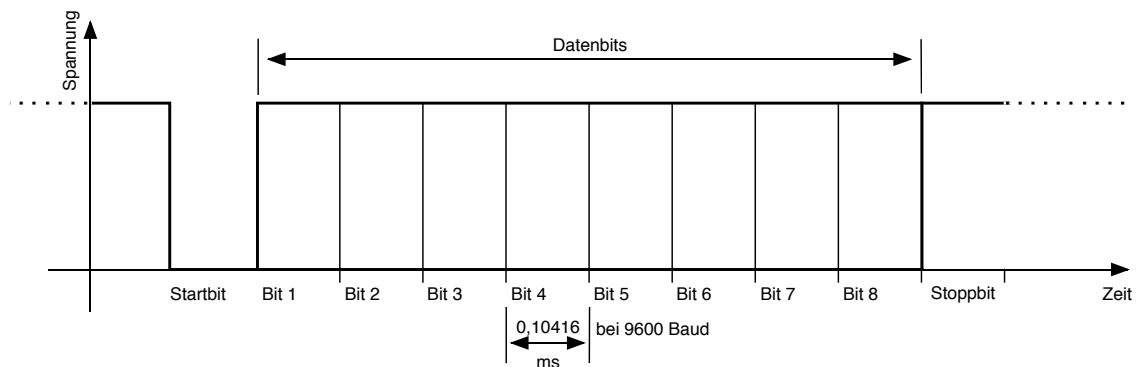 Spannung
Datenbits
Startbit Bit 1 Bit 2 Bit 3 Bit 4 Bit 5 Bit 6 Bit 7 Bit 8 Stoppbit Zeit
0,10416 bei 9600 Baud
ms